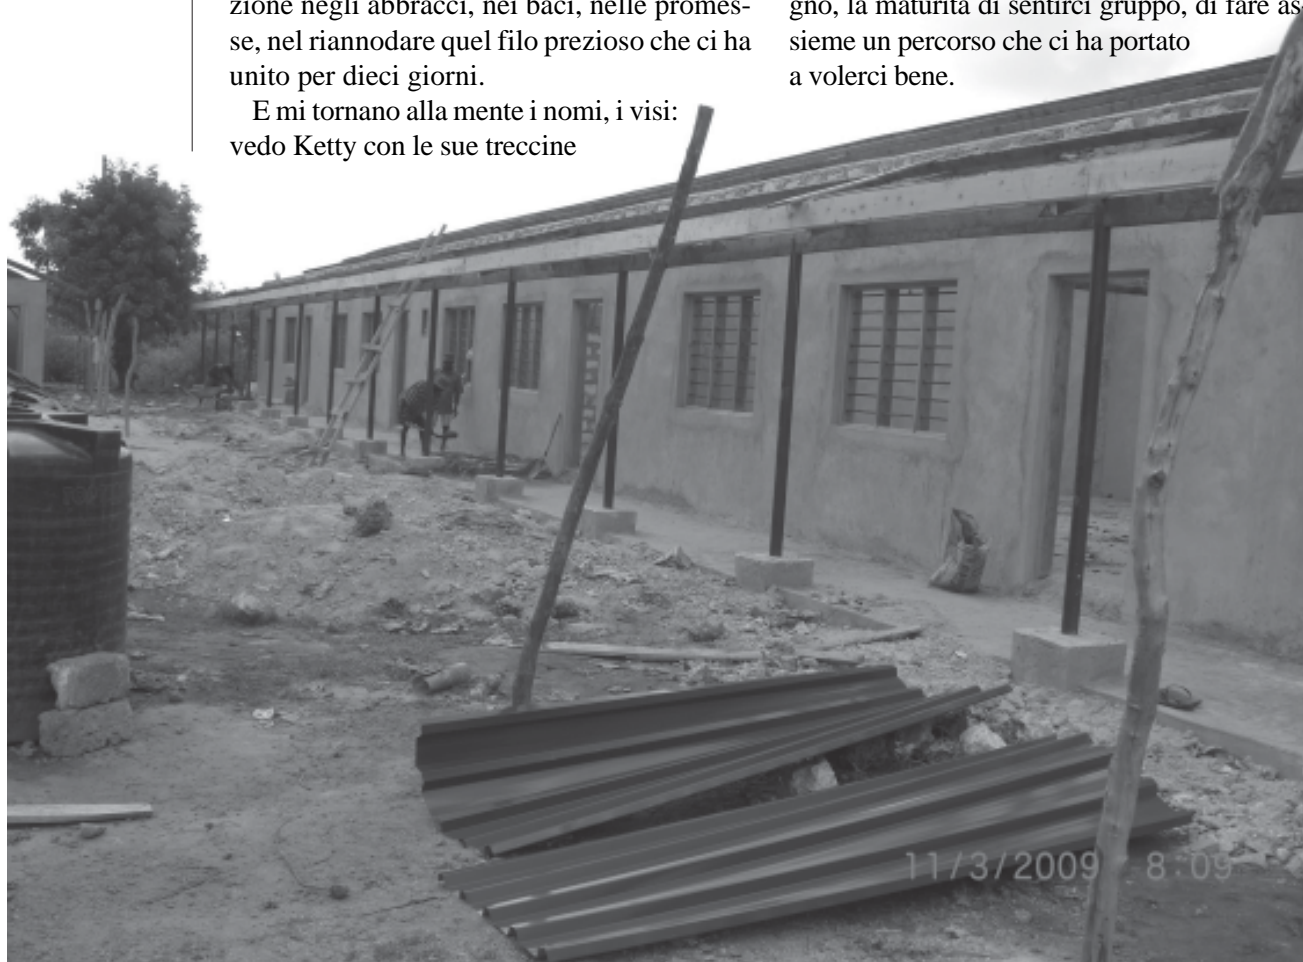 zione negli abbracci, nei baci, nelle promes-
se, nel riannodare quel filo prezioso che ci ha
unito per dieci giorni.
E mi tornano alla mente i nomi, i visi:
vedo Ketty con le sue treccine
gno, la maturità di sentirci gruppo, di fare as-
sieme un percorso che ci ha portato
a volerci bene.
11/3/2009 8:09